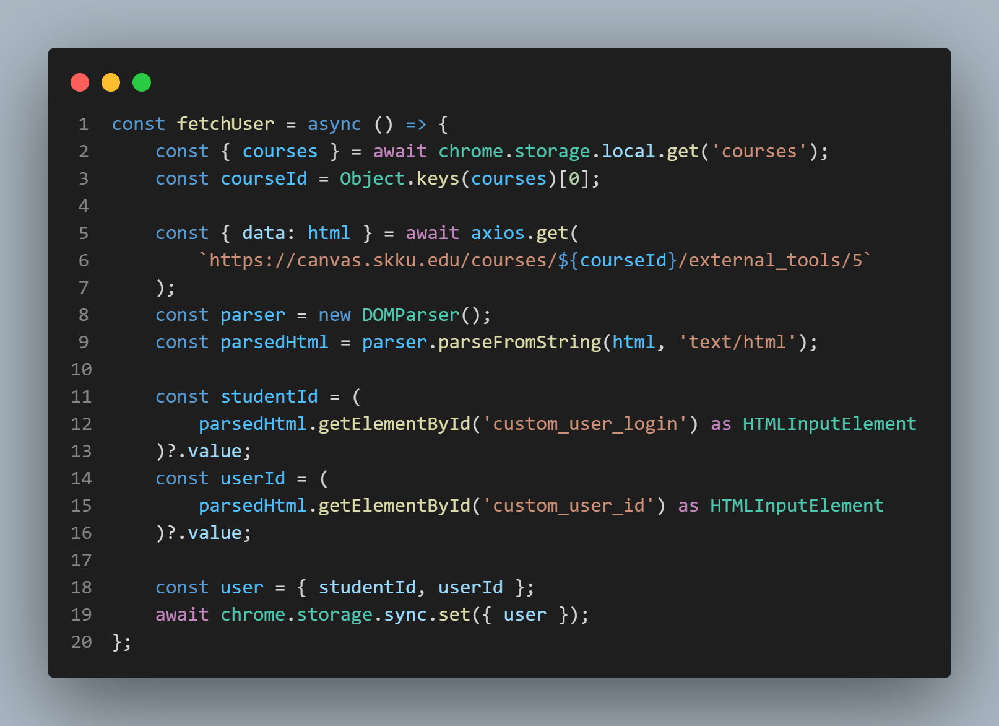 1 const fetchUser = async () => {
2     const { courses } = await chrome.storage.local.get('courses');
3     const courseId = Object.keys(courses)[0];
4
5     const { data: html } = await axios.get(
6         `https://canvas.skku.edu/courses/${courseId}/external_tools/5`
7     );
8     const parser = new DOMParser();
9     const parsedHtml = parser.parseFromString(html, 'text/html');
10
11     const studentId = (
12         parsedHtml.getElementById('custom_user_login') as HTMLInputElement
13     )?.value;
14     const userId = (
15         parsedHtml.getElementById('custom_user_id') as HTMLInputElement
16     )?.value;
17
18     const user = { studentId, userId };
19     await chrome.storage.sync.set({ user });
20 };